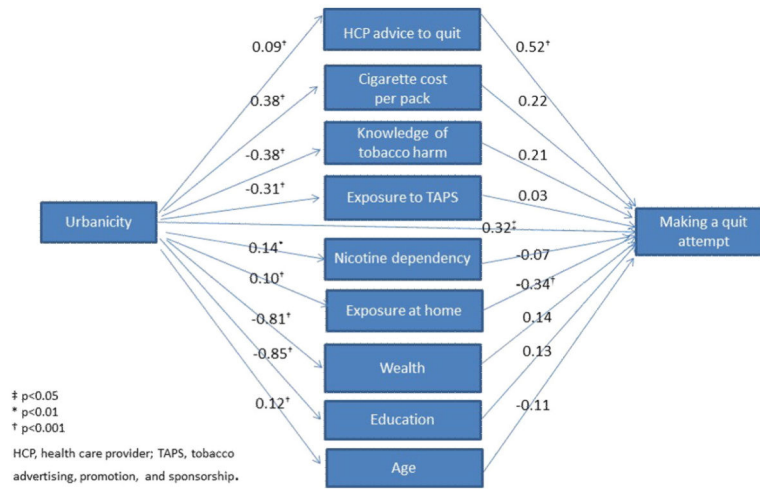 HCP advice to quit
0.09†
0.52†
Cigarette cost
per pack
0.38†
0.22
Knowledge of
tobacco harm
-0.38†
0.21
-0.31†
Exposure to TAPS
0.03
Urbanicity
0.32‡
Making a quit
attempt
0.14*
Nicotine dependency
-0.07
0.10†
Exposure at home
-0.34†
-0.81†
0.14
Wealth
-0.85†
0.13
‡ p<0.05
* p<0.01
† p<0.001
0.12†
Education
-0.11
HCP, health care provider; TAPS, tobacco
advertising, promotion, and sponsorship.
Age